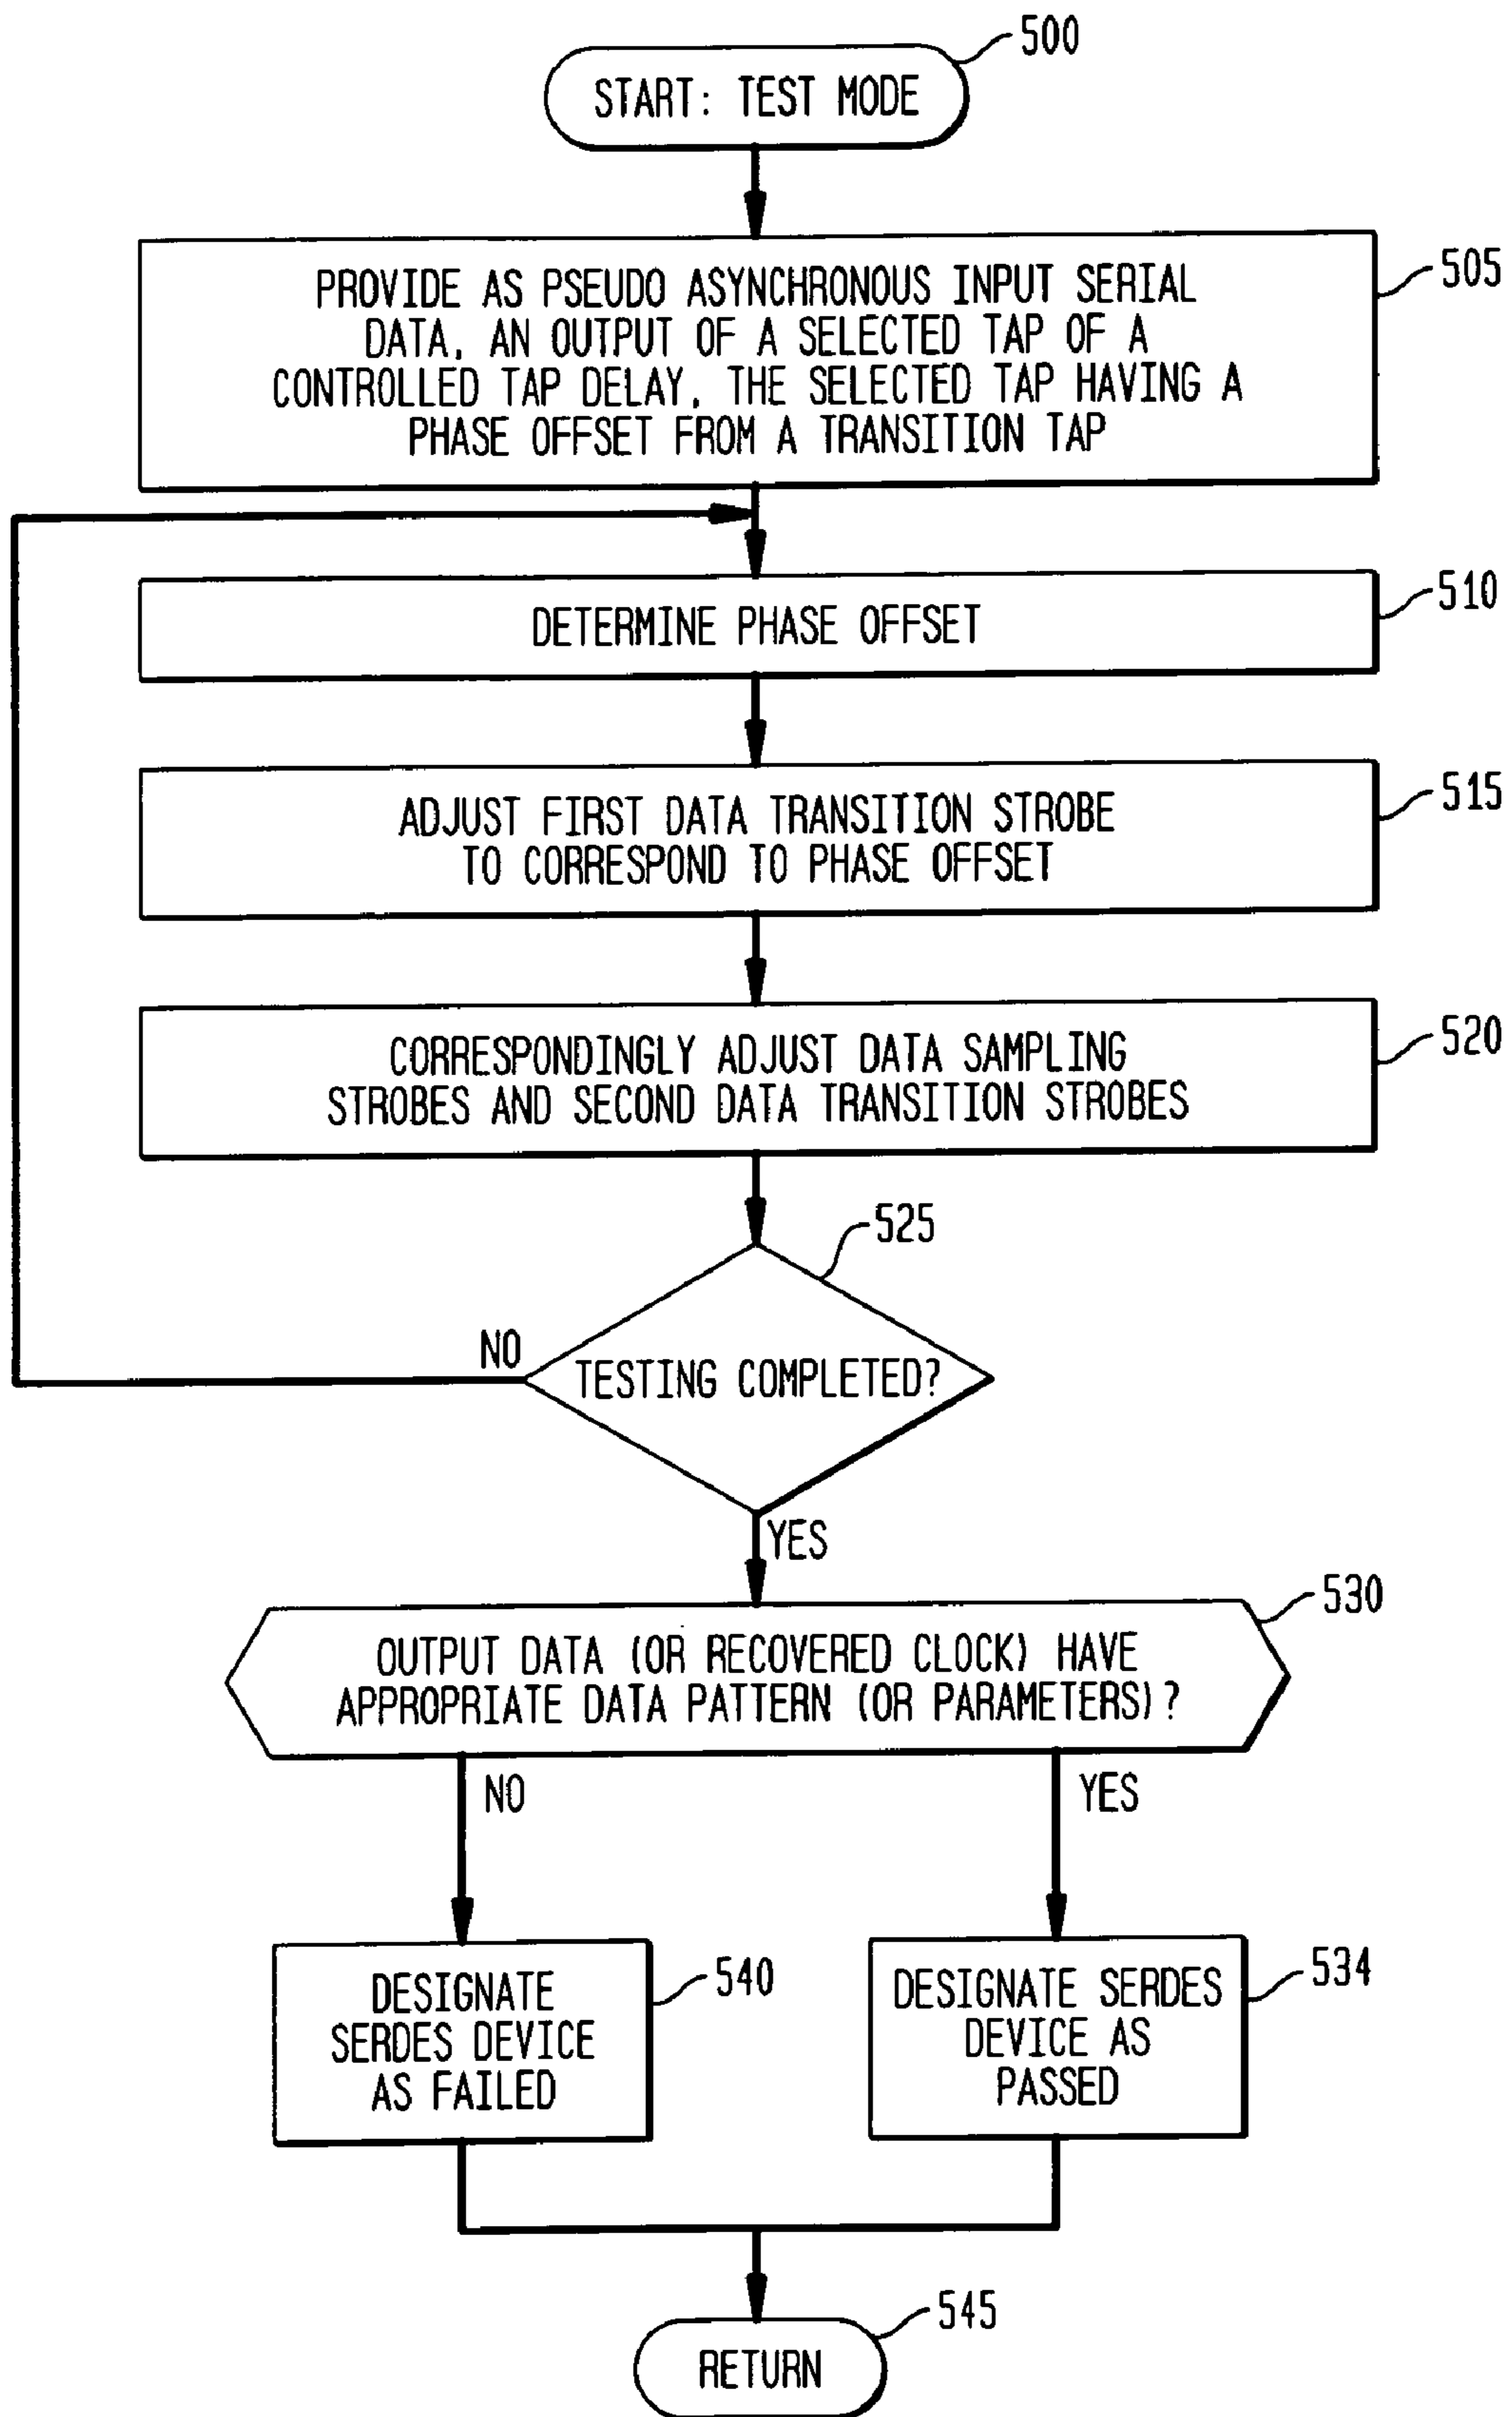 500
START: TEST MODE
505
PROVIDE AS PSEUDO ASYNCHRONOUS INPUT SERIAL
DATA, AN OUTPUT OF A SELECTED TAP OF A
CONTROLLED TAP DELAY, THE SELECTED TAP HAVING A
PHASE OFFSET FROM A TRANSITION TAP
510
DETERMINE PHASE OFFSET
515
ADJUST FIRST DATA TRANSITION STROBE
TO CORRESPOND TO PHASE OFFSET
520
CORRESPONDINGLY ADJUST DATA SAMPLING
STROBES AND SECOND DATA TRANSITION STROBES
525
NO
TESTING COMPLETED?
YES
530
OUTPUT DATA (OR RECOVERED CLOCK) HAVE
APPROPRIATE DATA PATTERN (OR PARAMETERS)?
NO
YES
540
DESIGNATE
SERDES DEVICE
AS FAILED
534
DESIGNATE SERDES
DEVICE AS
PASSED
545
RETURN